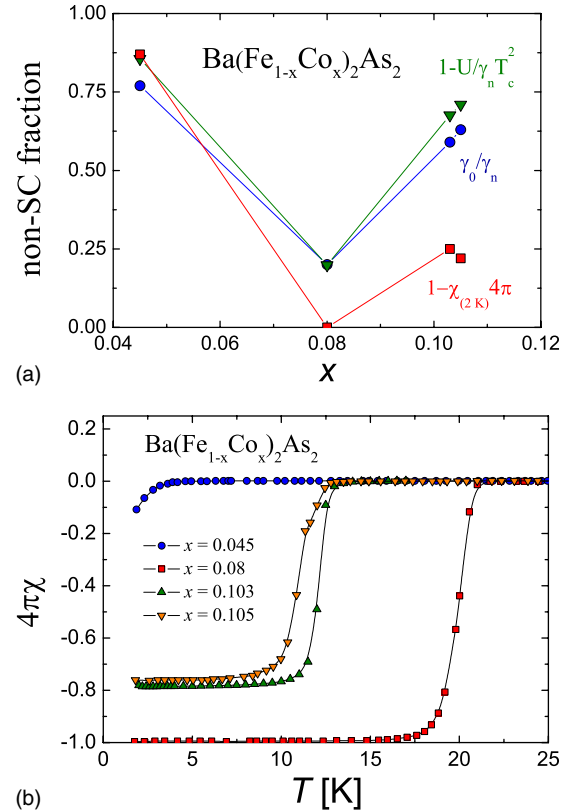 1.00
Ba(Fe1-xCox)2As2
1-U/γnTc2
0.75
0.50
γ0/γn
0.25
1−χ(2 K)4π
0.00
0.04 0.06 0.08 0.10 0.12
non-SC fraction
x
(a)
0.2
Ba(Fe1-xCox)2As2
0.0
-0.2
x = 0.045
x = 0.08
-0.4
x = 0.103
x = 0.105
-0.6
-0.8
-1.0
0 5 10 15 20 25
4πχ
T [K]
(b)